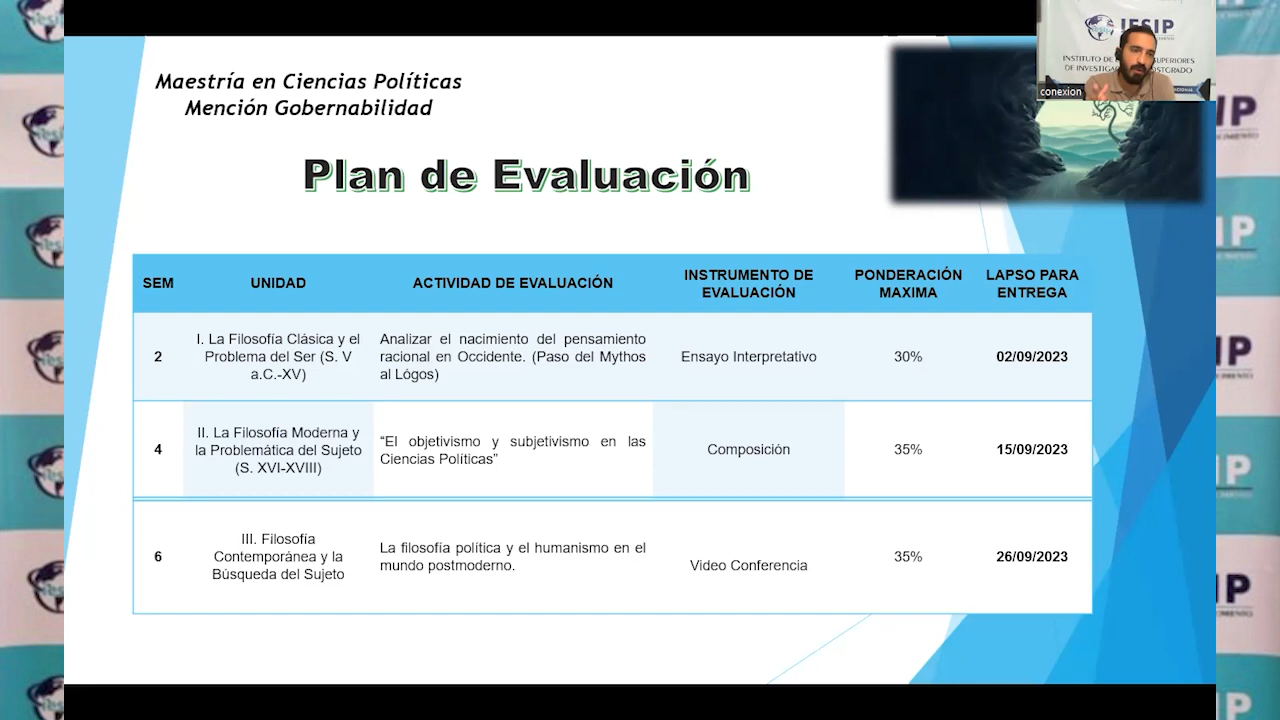 Maestría en Ciencias Políticas
Mención Gobernabilidad
IESIP
conexion
Plan de Evaluación
SEM
UNIDAD
ACTIVIDAD DE EVALUACIÓN
INSTRUMENTO DE
EVALUACIÓN
PONDERACIÓN
MAXIMA
LAPSO PARA
ENTREGA
2
I. La Filosofía Clásica y el
Problema del Ser (S. V
a.C.-XV)
Analizar el nacimiento del pensamiento
racional en Occidente. (Paso del Mythos
al Lógos)
Ensayo Interpretativo
30%
02/09/2023
4
II. La Filosofía Moderna y
la Problemática del Sujeto
(S. XVI-XVIII)
“El objetivismo y subjetivismo en las
Ciencias Políticas”
Composición
35%
15/09/2023
6
III. Filosofía
Contemporánea y la
Búsqueda del Sujeto
La filosofía política y el humanismo en el
mundo postmoderno.
Video Conferencia
35%
26/09/2023